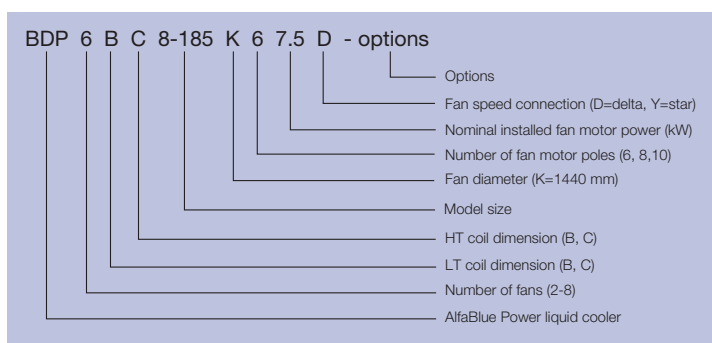 BDP 6 B C 8-185 K 6 7.5 D - options
Options
Fan speed connection (D=delta, Y=star)
Nominal installed fan motor power (kW)
Number of fan motor poles (6, 8,10)
Fan diameter (K=1440 mm)
Model size
HT coil dimension (B, C)
LT coil dimension (B, C)
Number of fans (2-8)
AlfaBlue Power liquid cooler